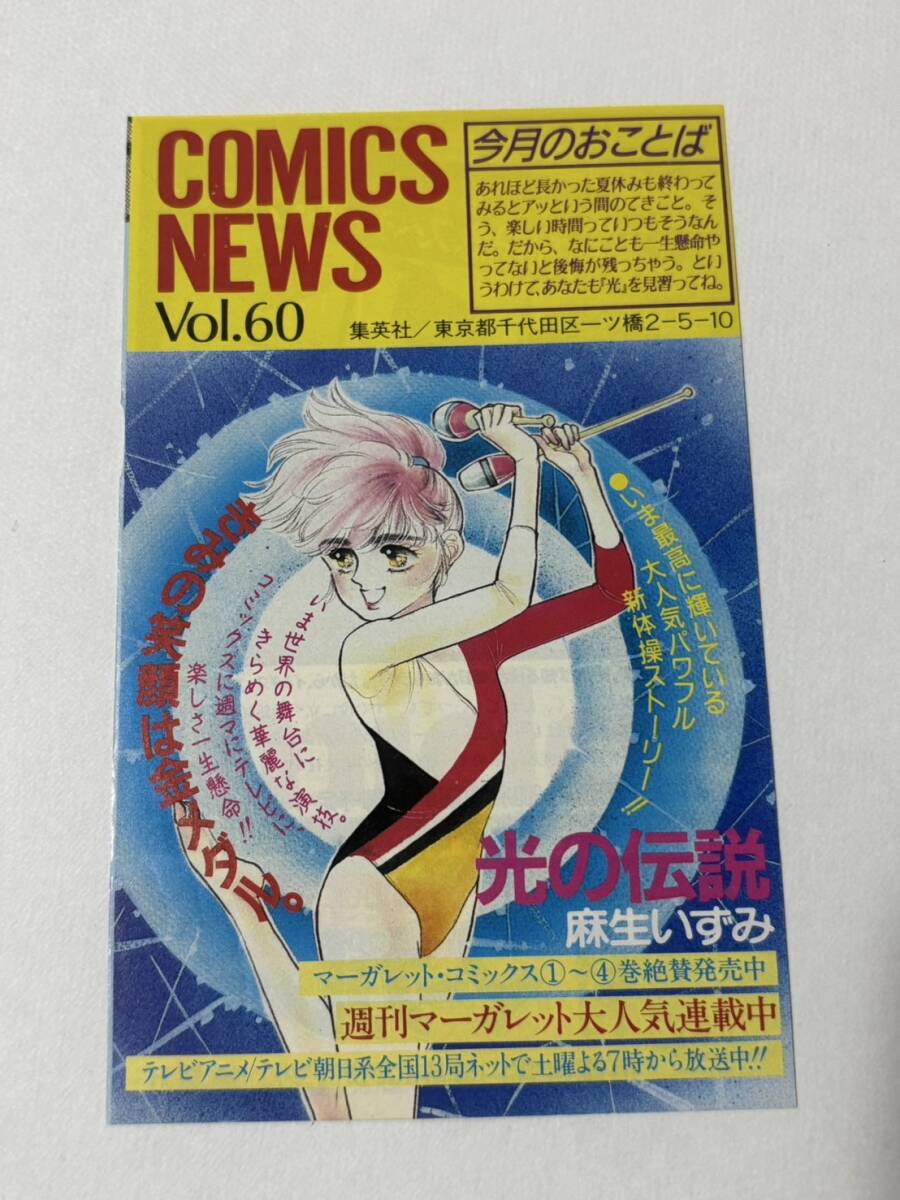 COMICS
NEWS
Vol.60
今月のおことば
あれほど長かった夏休みも終わって
みるとアッという間のできこと。そ
う、楽しい時間っていつもそうなん
だ。だから、なにことも一生懸命や
ってないと後悔が残っちゃう。とい
うわけて、あなたも『光』を見習ってね。
集英社／東京都千代田区一ツ橋2-5-10
●いま最高に輝いている
大人気パワフル
新体操ストーリー!!
いま世界の舞台に
きらめく華麗な演技。
コミックスに週マにテレビに、
楽しさ一生懸命!!
きみの笑顔は金メダル。
光の伝説
麻生いずみ
マーガレット・コミックス①～④巻絶賛発売中
週刊マーガレット大人気連載中
テレビアニメ/テレビ朝日系全国13局ネットで土曜よる7時から放送中!!